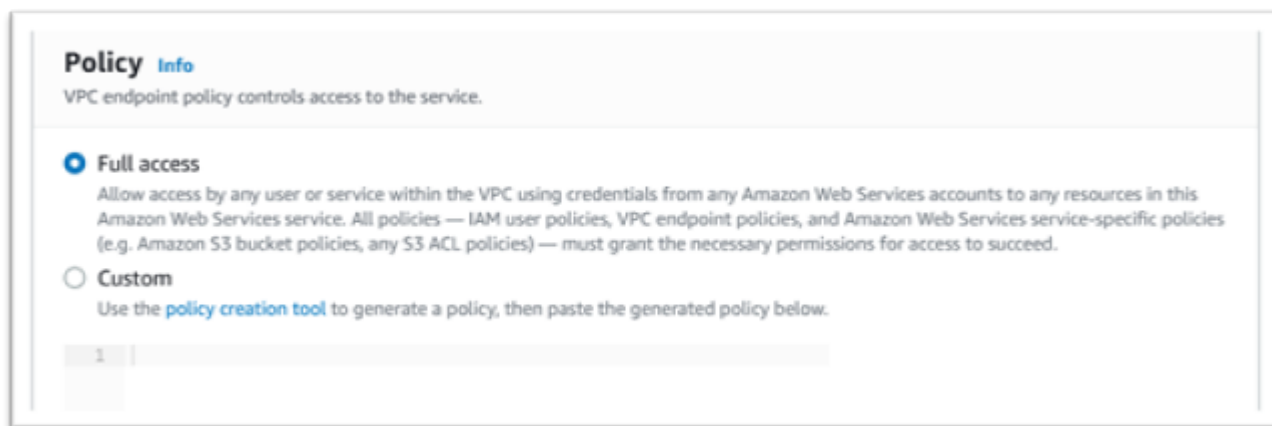 Policy Info
VPC endpoint policy controls access to the service.
Full access
Allow access by any user or service within the VPC using credentials from any Amazon Web Services accounts to any resources in this
Amazon Web Services service. All policies — IAM user policies, VPC endpoint policies, and Amazon Web Services service-specific policies
(e.g. Amazon S3 bucket policies, any S3 ACL policies) — must grant the necessary permissions for access to succeed.
Custom
Use the policy creation tool to generate a policy, then paste the generated policy below.
1